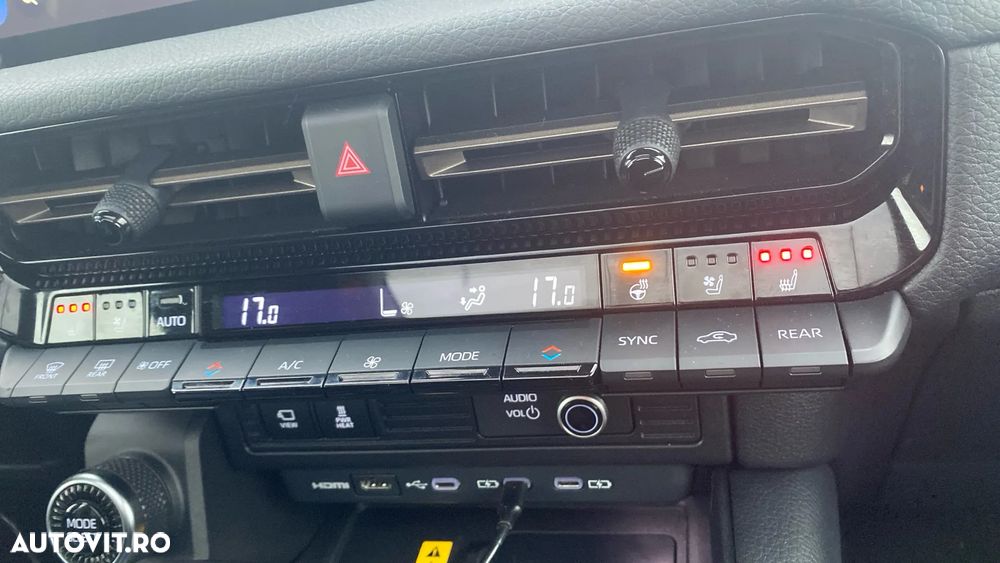 17.0 L 17.0
AUTO
FRONT REAR OFF A/C MODE SYNC REAR
VIEW PWR HEAT AUDIO VOL
HDMI
MODE
AUTOVIT.RO